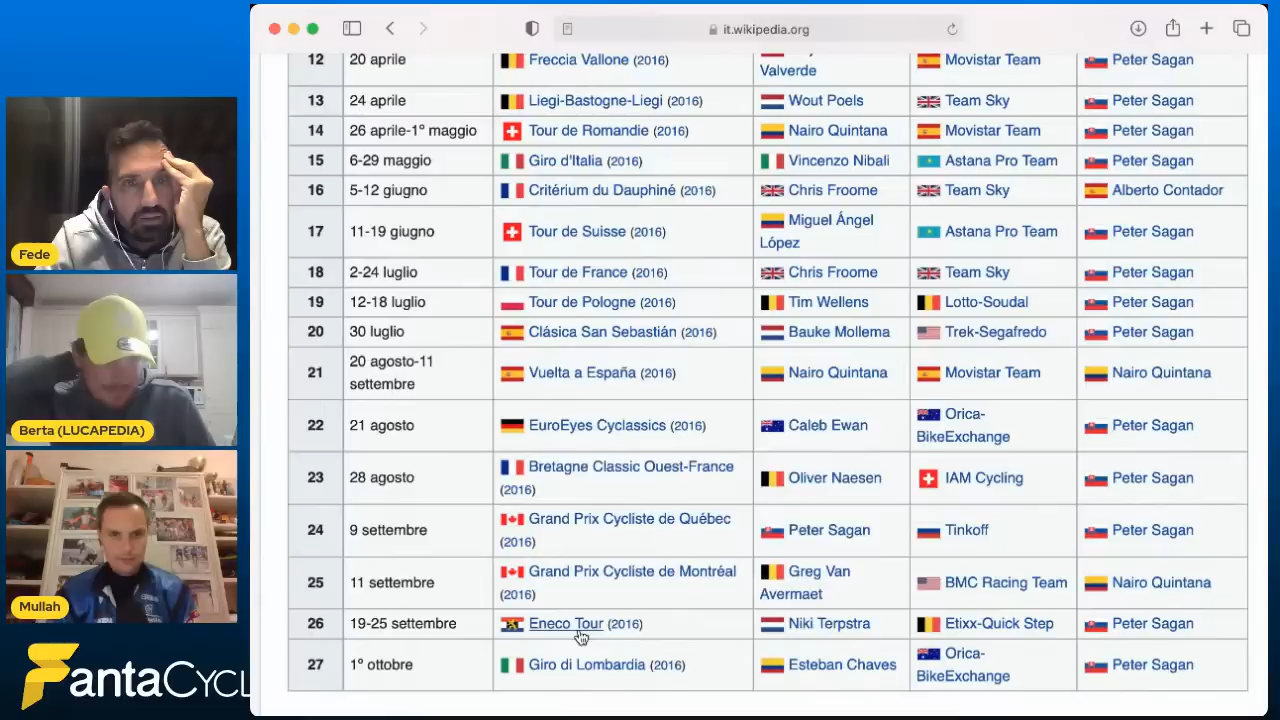 it.wikipedia.org
12 20 aprile Freccia Vallone (2016) Valverde Movistar Team Peter Sagan
13 24 aprile Liegi-Bastogne-Liegi (2016) Wout Poels Team Sky Peter Sagan
14 26 aprile-1º maggio Tour de Romandie (2016) Nairo Quintana Movistar Team Peter Sagan
15 6-29 maggio Giro d'Italia (2016) Vincenzo Nibali Astana Pro Team Peter Sagan
16 5-12 giugno Critérium du Dauphiné (2016) Chris Froome Team Sky Alberto Contador
17 11-19 giugno Tour de Suisse (2016) Miguel Ángel López Astana Pro Team Peter Sagan
18 2-24 luglio Tour de France (2016) Chris Froome Team Sky Peter Sagan
19 12-18 luglio Tour de Pologne (2016) Tim Wellens Lotto-Soudal Peter Sagan
20 30 luglio Clásica San Sebastián (2016) Bauke Mollema Trek-Segafredo Peter Sagan
21 20 agosto-11 settembre Vuelta a España (2016) Nairo Quintana Movistar Team Nairo Quintana
22 21 agosto EuroEyes Cyclassics (2016) Caleb Ewan Orica-BikeExchange Peter Sagan
23 28 agosto Bretagne Classic Ouest-France (2016) Oliver Naesen IAM Cycling Peter Sagan
24 9 settembre Grand Prix Cycliste de Québec (2016) Peter Sagan Tinkoff Peter Sagan
25 11 settembre Grand Prix Cycliste de Montréal (2016) Greg Van Avermaet BMC Racing Team Nairo Quintana
26 19-25 settembre Eneco Tour (2016) Niki Terpstra Etixx-Quick Step Peter Sagan
27 1º ottobre Giro di Lombardia (2016) Esteban Chaves Orica-BikeExchange Peter Sagan
Fede
Berta (LUCAPEDIA)
Mullah
FantaCYCL